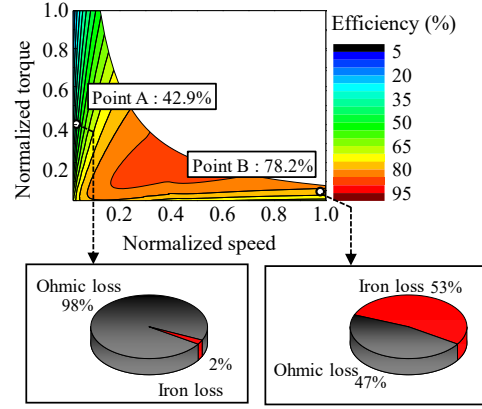 Efficiency (%)
Normalized torque
1.0
0.8
0.6
0.4
0.2
Point A : 42.9%
Point B : 78.2%
0.2
0.4
0.6
0.8
1.0
Normalized speed
5
20
35
50
65
80
95
Ohmic loss
98%
2%
Iron loss
Iron loss 53%
Ohmic loss
47%